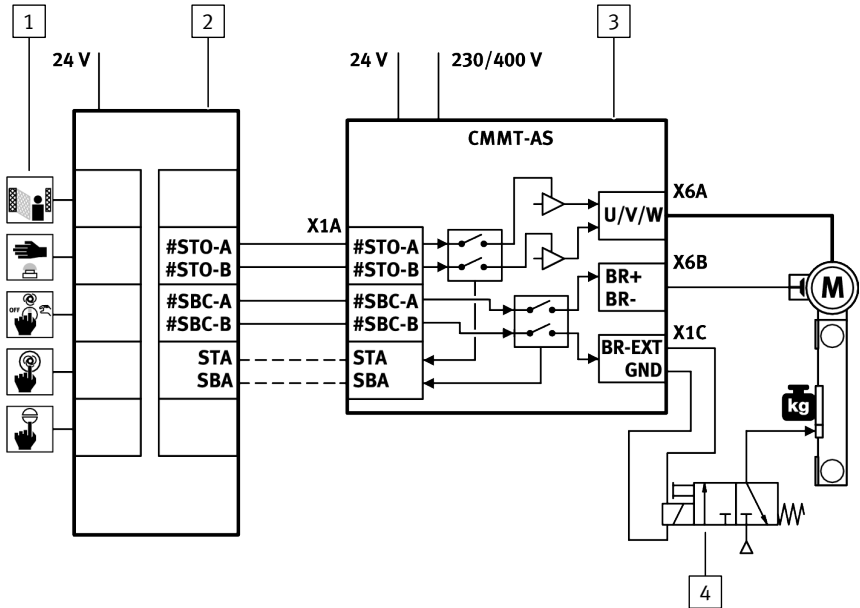 1
2
3
24 V
24 V
230/400 V
CMMT-AS
X6A
U/V/W
X1A
#STO-A
#STO-B
#SBC-A
#SBC-B
STA
SBA
#STO-A
#STO-B
#SBC-A
#SBC-B
STA
SBA
X6B
BR+
BR-
M
X1C
BR-EXT
GND
OFF
kg
4